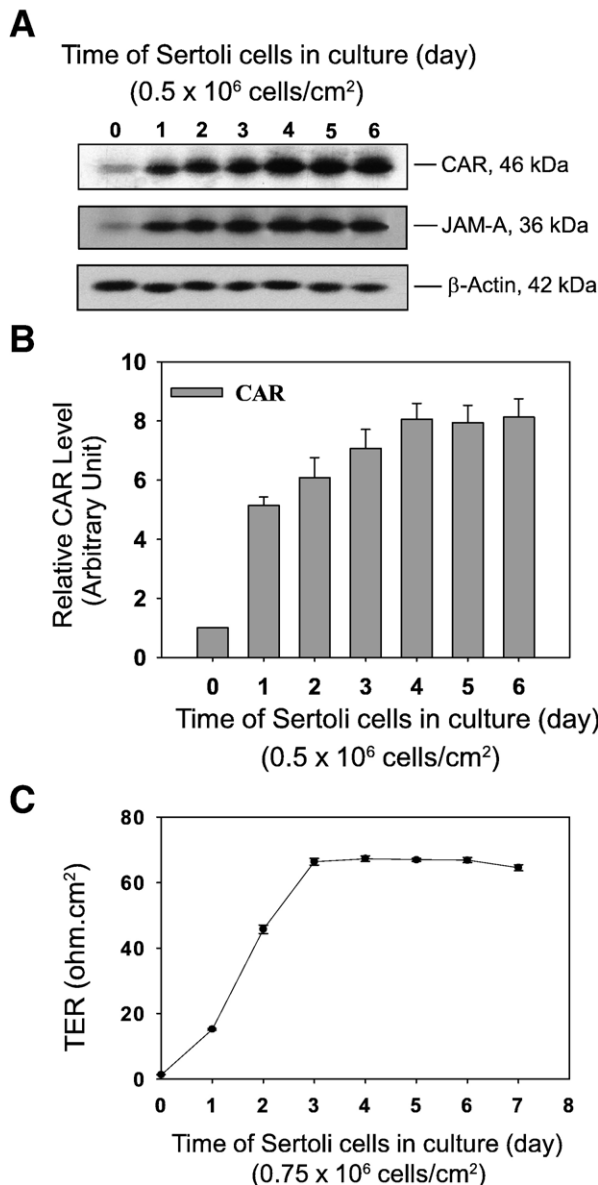 A
Time of Sertoli cells in culture (day)
(0.5 x 10⁶ cells/cm²)
0 1 2 3 4 5 6
CAR, 46 kDa
JAM-A, 36 kDa
β-Actin, 42 kDa
B
10
8
6
4
2
0
CAR
Relative CAR Level
(Arbitrary Unit)
0 1 2 3 4 5 6
Time of Sertoli cells in culture (day)
(0.5 x 10⁶ cells/cm²)
C
80
60
40
20
0
TER (ohm.cm²)
0 1 2 3 4 5 6 7 8
Time of Sertoli cells in culture (day)
(0.75 x 10⁶ cells/cm²)